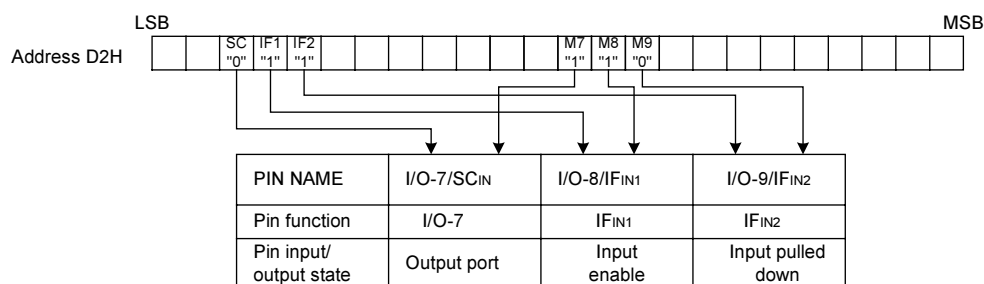 LSB MSB
Address D2H
SC IF1 IF2 M7 M8 M9
"0" "1" "1" "1" "1" "0"
PIN NAME I/O-7/SCIN I/O-8/IFIN1 I/O-9/IFIN2
Pin function I/O-7 IFIN1 IFIN2
Pin input/ output state Output port Input enable Input pulled down